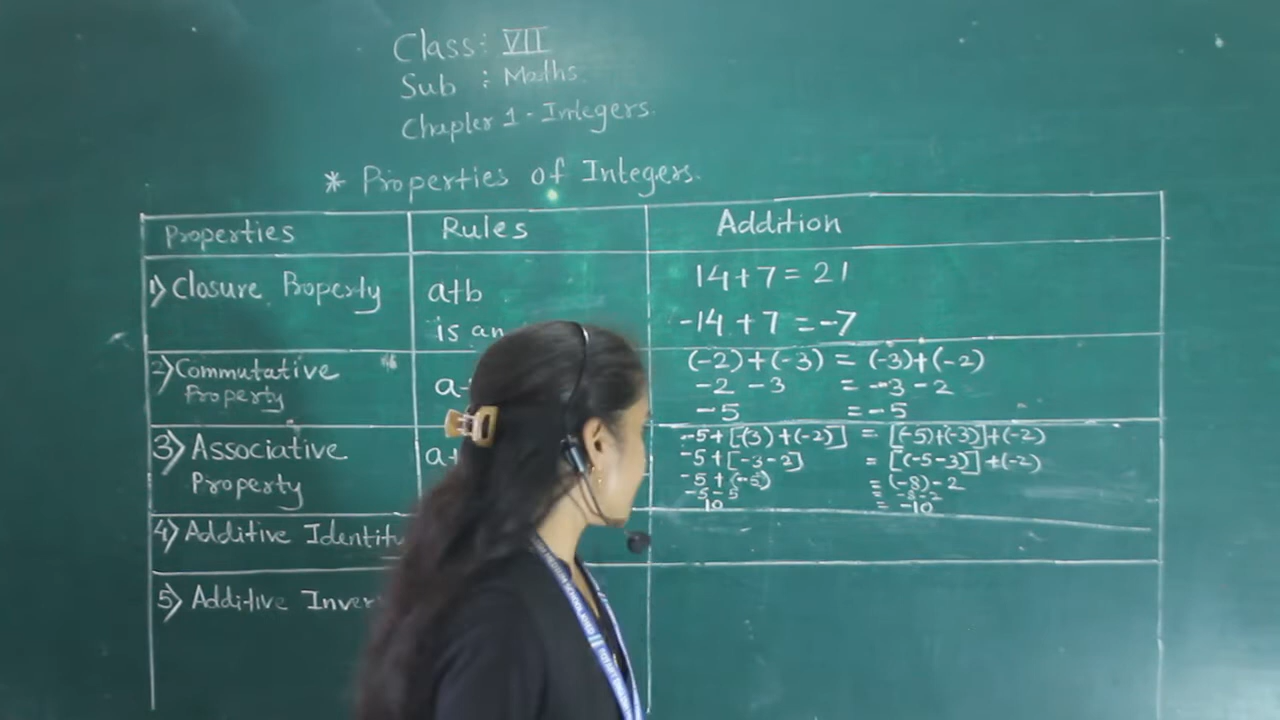 Class: VII
Sub : Maths
Chapter 1 - Integers.
* Properties of Integers.
Properties Rules Addition
1) Closure Property a+b 14+7=21
is an -14+7=-7
2) Commutative Property (-2)+(-3) = (-3)+(-2)
-2 -3 = -3 -2
-5 = -5
3) Associative Property -5+[(3)+(-2)] = [(-5)+(-3)]+(-2)
-5+[-3-2] = [(-5-3)]+(-2)
-5+(-5) = (-8)-2
-5-5 = -8-2
10 = -10
4) Additive Identity
5) Additive Inver